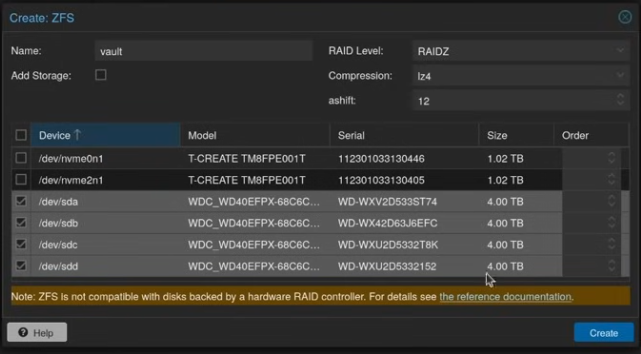 Create: ZFS
Name: vault RAID Level: RAIDZ
Add Storage: Compression: lz4
ashift: 12
Device Model Serial Size Order
/dev/nvme0n1 T-CREATE TM8FPE001T 112301033130446 1.02 TB
/dev/nvme2n1 T-CREATE TM8FPE001T 112301033130405 1.02 TB
/dev/sda WDC_WD40EFPX-68C6C... WD-WXV2D533ST74 4.00 TB
/dev/sdb WDC_WD40EFPX-68C6C... WD-WX42D63J6EFC 4.00 TB
/dev/sdc WDC_WD40EFPX-68C6C... WD-WXU2D5332T8K 4.00 TB
/dev/sdd WDC_WD40EFPX-68C6C... WD-WXU2D5332152 4.00 TB
Note: ZFS is not compatible with disks backed by a hardware RAID controller. For details see the reference documentation.
Help Create